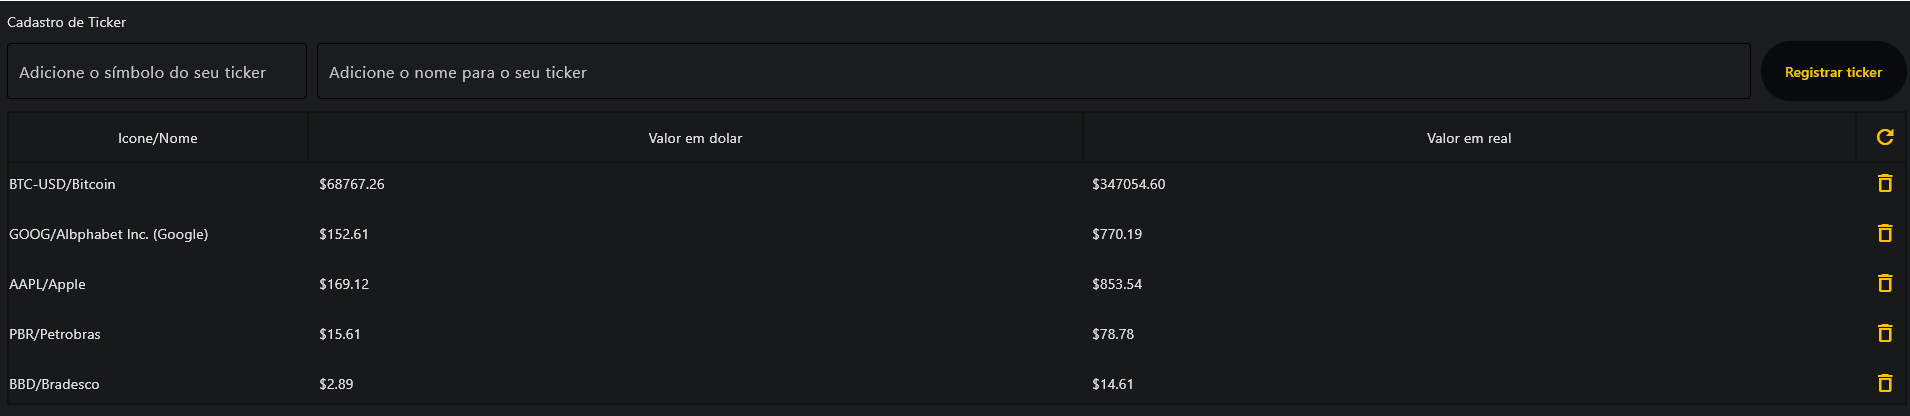 Cadastro de Ticker
Adicione o símbolo do seu ticker Adicione o nome para o seu ticker Registrar ticker
Icone/Nome Valor em dolar Valor em real
BTC-USD/Bitcoin $68767.26 $347054.60
GOOG/Albphabet Inc. (Google) $152.61 $770.19
AAPL/Apple $169.12 $853.54
PBR/Petrobras $15.61 $78.78
BBD/Bradesco $2.89 $14.61